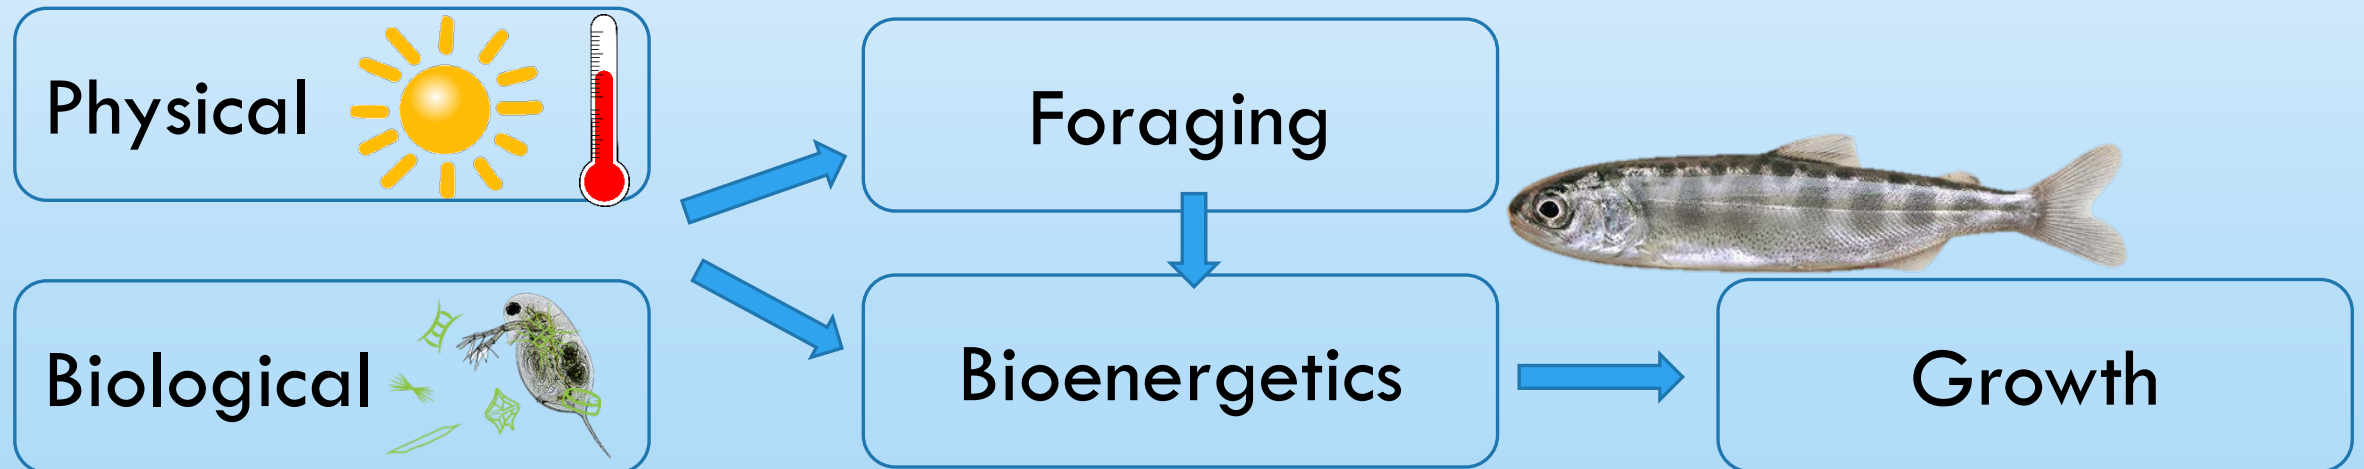 Physical
Foraging
Biological
Bioenergetics
Growth